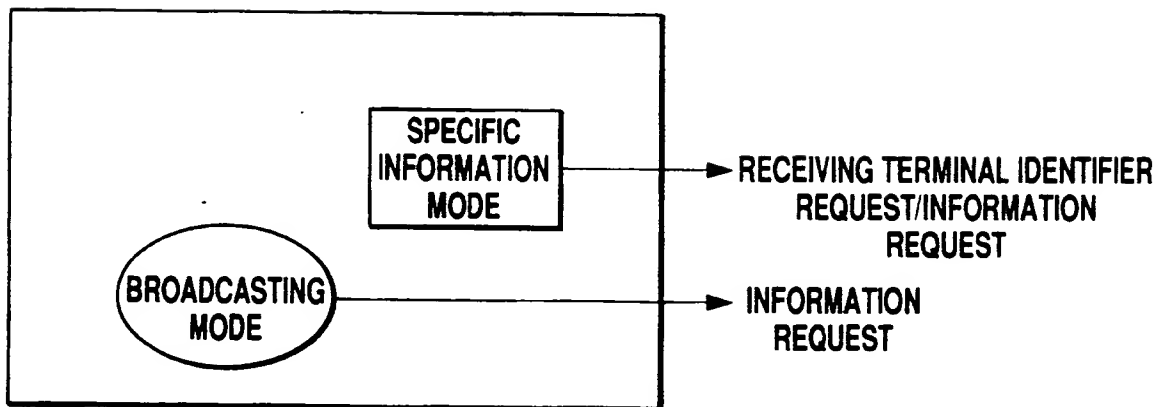 SPECIFIC
INFORMATION
MODE
RECEIVING TERMINAL IDENTIFIER
REQUEST/INFORMATION
REQUEST
BROADCASTING
MODE
INFORMATION
REQUEST